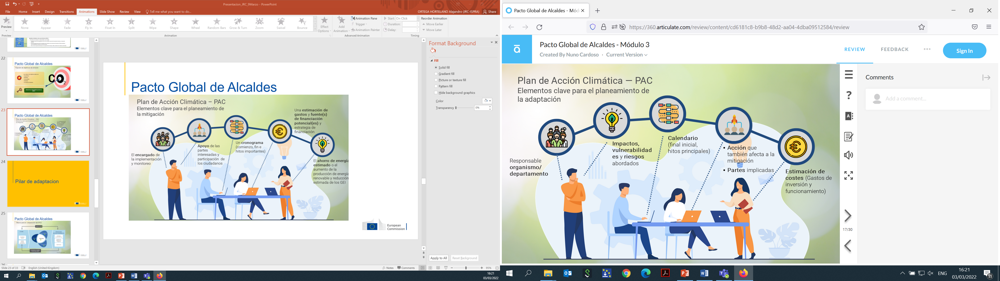 Presentacion_JRC_9Marzo - PowerPoint
File Home Insert Design Transitions Animations Slide Show Review View Tell me what you want to do...
ORTEGA HORTELANO Alejandro (JRC-ISPRA) Share
Preview
None Appear Fade Fly In Float In Split Wipe Shape Wheel Random Bars Grow & Turn Zoom Swivel Bounce
Effect Options
Add Animation
Animation Pane
Trigger
Animation Painter
Start: On Click
Duration:
Delay:
Reorder Animation
Move Earlier
Move Later
Preview Animation Advanced Animation Timing
22
Pacto Global de Alcaldes
CO2
23
Pacto Global de Alcaldes
24
Pilar de adaptacion
25
Pacto Global de Alcaldes
Pacto Global de Alcaldes
Plan de Acción Climática – PAC
Elementos clave para el planeamiento de
la mitigación
El encargado de
la implementación
y monitoreo
Apoyo de las
partes
interesadas y
participación de
los ciudadanos
Un cronograma
(comienzo, fin e
hitos importantes)
Una estimación de
gastos y fuente(s)
de financiación
potencial(es) y
estrategia de
financiación
El ahorro de energía
estimado o el
aumento de la
producción de energía
renovable y reducción
estimada de los GEI
European
Commission
Format Background
Fill
Solid fill
Gradient fill
Picture or texture fill
Pattern fill
Hide background graphics
Color
Transparency 0%
Apply to All Reset Background
Slide 23 of 33 English (United Kingdom)
Notes Comments 95%
16:21
03/03/2022
Pacto Global de Alcaldes - Mód
https://360.articulate.com/review/content/cd6181c8-b9b8-48d2-aa04-4dba09512584/review
Pacto Global de Alcaldes - Módulo 3
Created By Nuno Cardoso · Current Version
REVIEW FEEDBACK Sign In
Plan de Acción Climática — PAC
Elementos clave para el planeamiento de
la adaptación
Responsable
organismo/
departamento
Impactos,
vulnerabilidad
es y riesgos
abordados
Calendario
(final inicial,
hitos principales)
• Acción que
también afecta a la
mitigación
• Partes implicadas
Estimación de
costes (Gastos de
inversión y
funcionamiento)
17/30
Comments
Add a comment...
ENG
16:21
03/03/2022
11